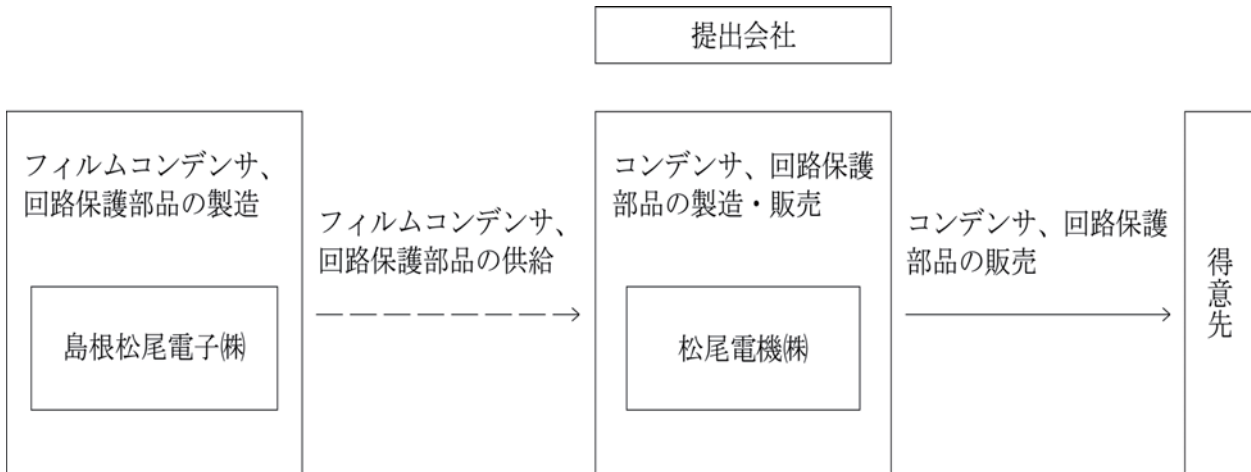 提出会社
フィルムコンデンサ、
回路保護部品の製造
島根松尾電子㈱
フィルムコンデンサ、
回路保護部品の供給
コンデンサ、回路保護
部品の製造・販売
松尾電機㈱
コンデンサ、回路保護
部品の販売
得意先